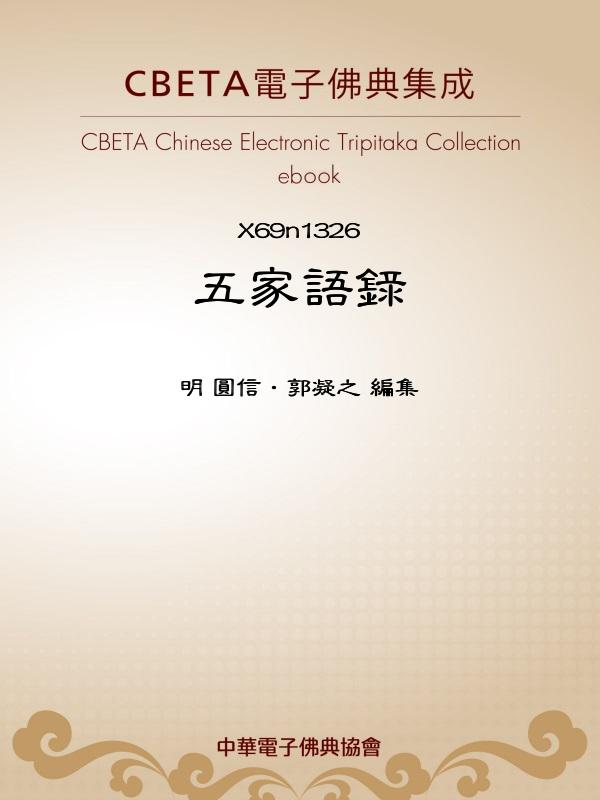 CBETA電子佛典集成
CBETA Chinese Electronic Tripitaka Collection
ebook
X69n1326
五家語錄
明 圓信．郭凝之 編集
中華電子佛典協會